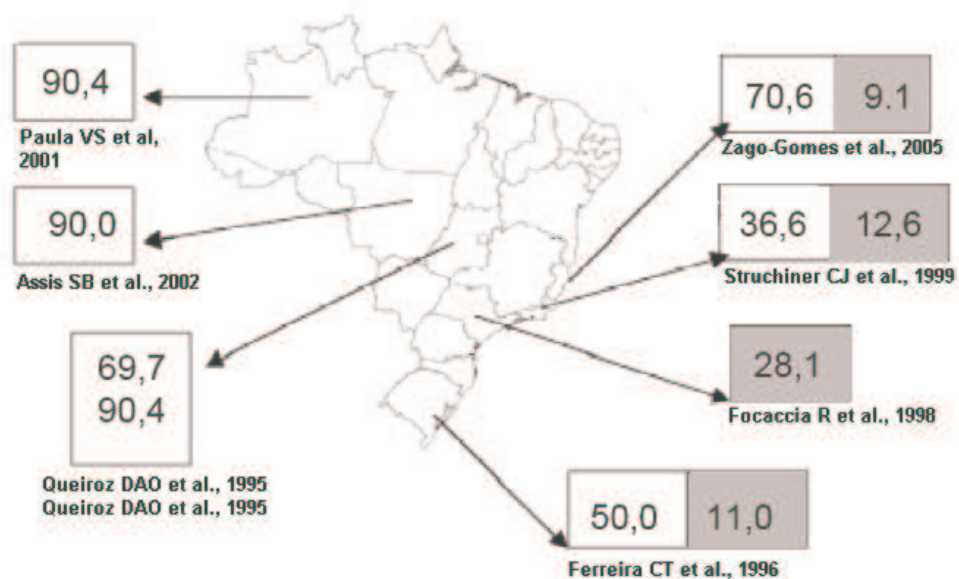 90,4
Paula VS et al,
2001
90,0
Assis SB et al., 2002
69,7
90,4
Queiroz DAO et al., 1995
Queiroz DAO et al., 1995
70,6 9.1
Zago-Gomes et al., 2005
36,6 12,6
Struchiner CJ et al., 1999
28,1
Focaccia R et al., 1998
50,0 11,0
Ferreira CT et al., 1996